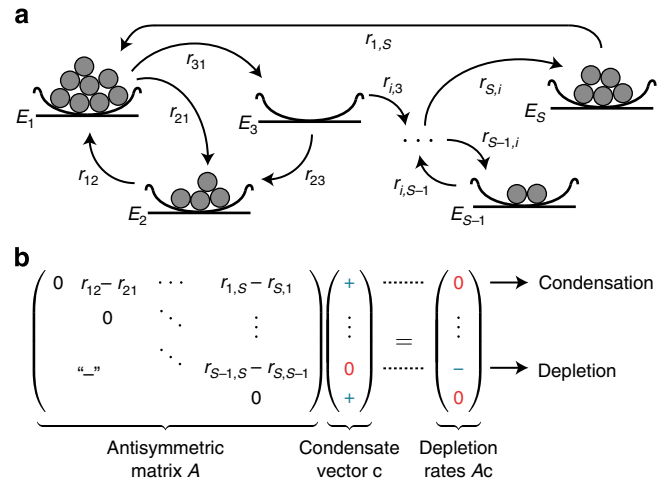 a
r1,S
r31
ri,3
rS,i
E1
r21
E3
. . .
rS–1,i
ES
r12
r23
ri,S–1
E2
ES–1
b
0 r12– r21 · · · r1,S – rS,1 + 0 Condensation
0
= 
“–” rS–1,S – rS,S–1 0 – Depletion
0 + 0
Antisymmetric Condensate Depletion
matrix A vector c rates Ac